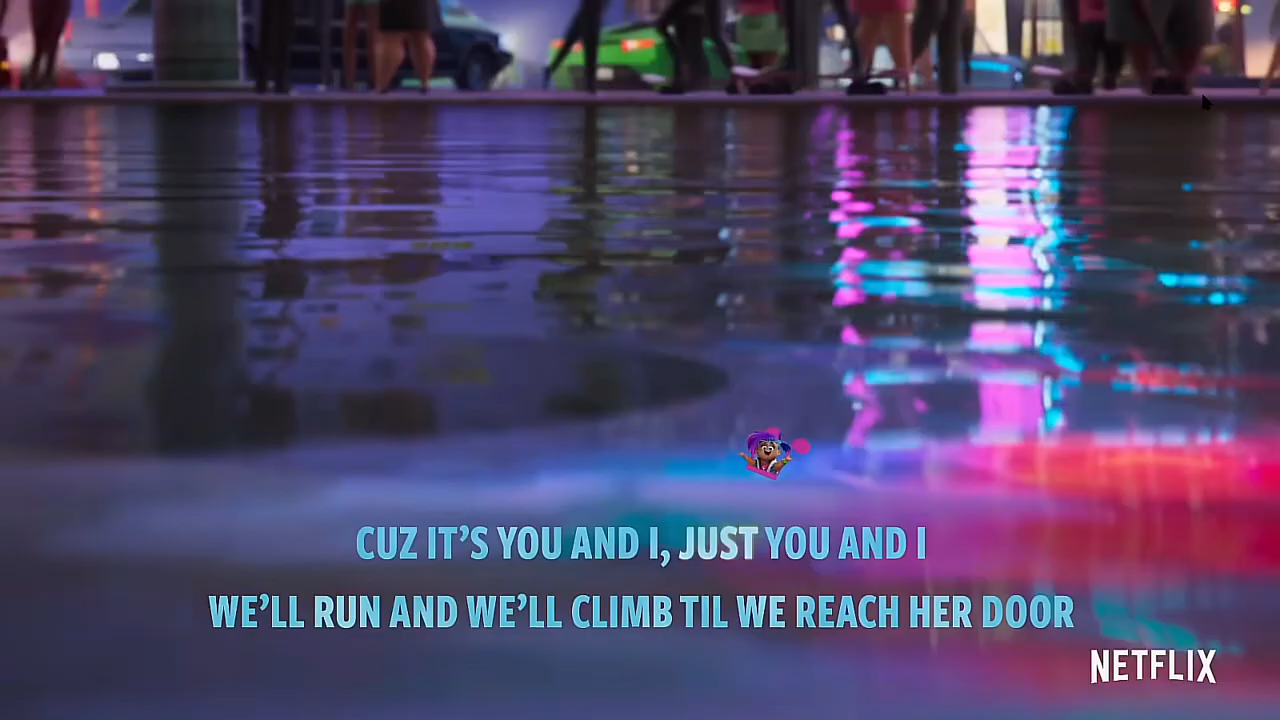 CUZ IT'S YOU AND I, JUST YOU AND I
WE'LL RUN AND WE'LL CLIMB TIL WE REACH HER DOOR
NETFLIX